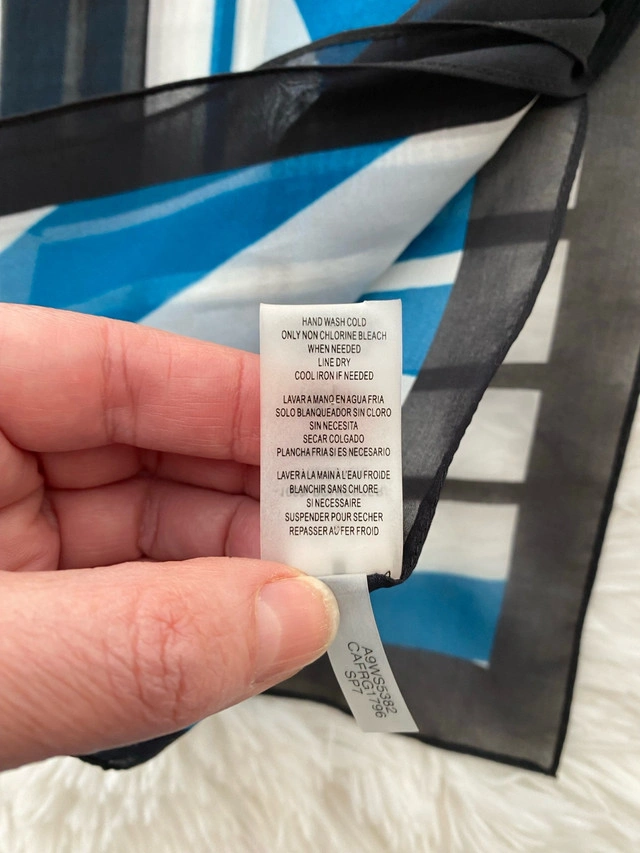 HAND WASH COLD
ONLY NON CHLORINE BLEACH
WHEN NEEDED
LINE DRY
COOL IRON IF NEEDED
LAVAR A MANO EN AGUA FRIA
SOLO BLANQUEADOR SIN CLORO
SIN NECESITA
SECAR COLGADO
PLANCHA FRIA SI ES NECESARIO
LAVER À LA MAIN À L'EAU FROIDE
BLANCHIR SANS CHLORE
SI NECESSAIRE
SUSPENDER POUR SECHER
REPASSER AU FER FROID
A9WS5382
CAFRG1796
SP7